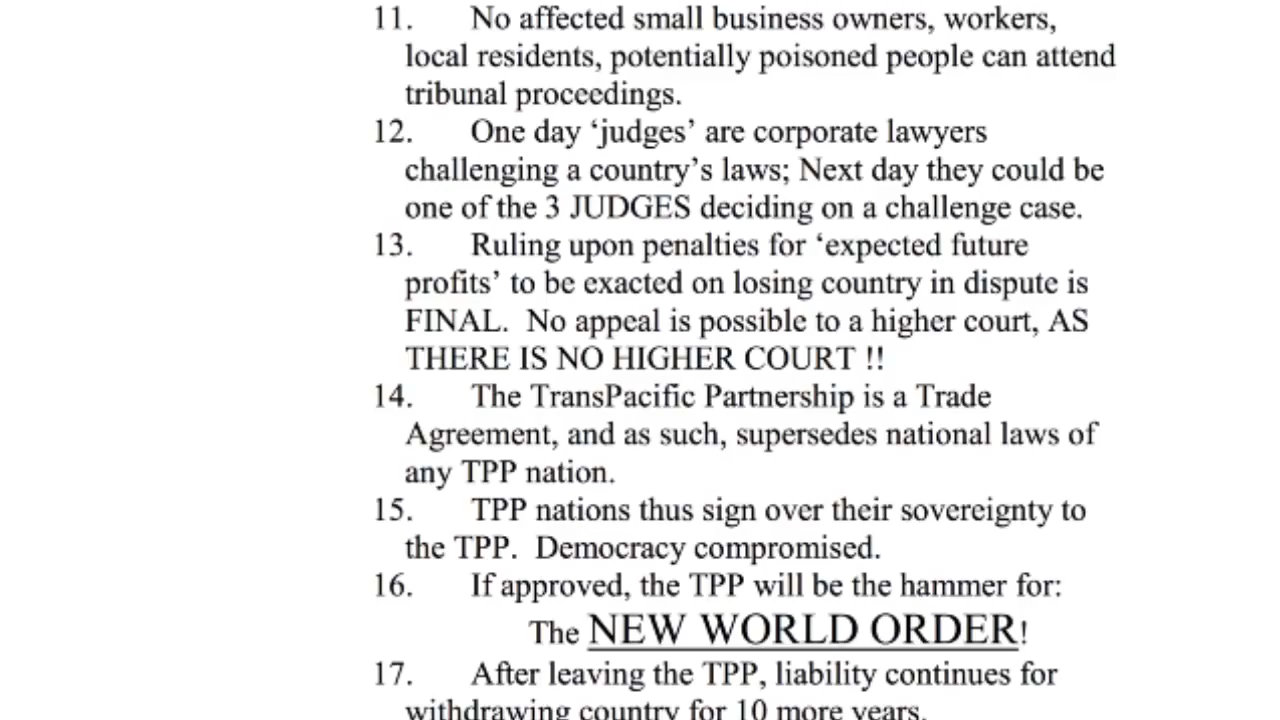 11. No affected small business owners, workers,
local residents, potentially poisoned people can attend
tribunal proceedings.
12. One day ‘judges’ are corporate lawyers
challenging a country’s laws; Next day they could be
one of the 3 JUDGES deciding on a challenge case.
13. Ruling upon penalties for ‘expected future
profits’ to be exacted on losing country in dispute is
FINAL. No appeal is possible to a higher court, AS
THERE IS NO HIGHER COURT !!
14. The TransPacific Partnership is a Trade
Agreement, and as such, supersedes national laws of
any TPP nation.
15. TPP nations thus sign over their sovereignty to
the TPP. Democracy compromised.
16. If approved, the TPP will be the hammer for:
The NEW WORLD ORDER!
17. After leaving the TPP, liability continues for
withdrawing country for 10 more years.